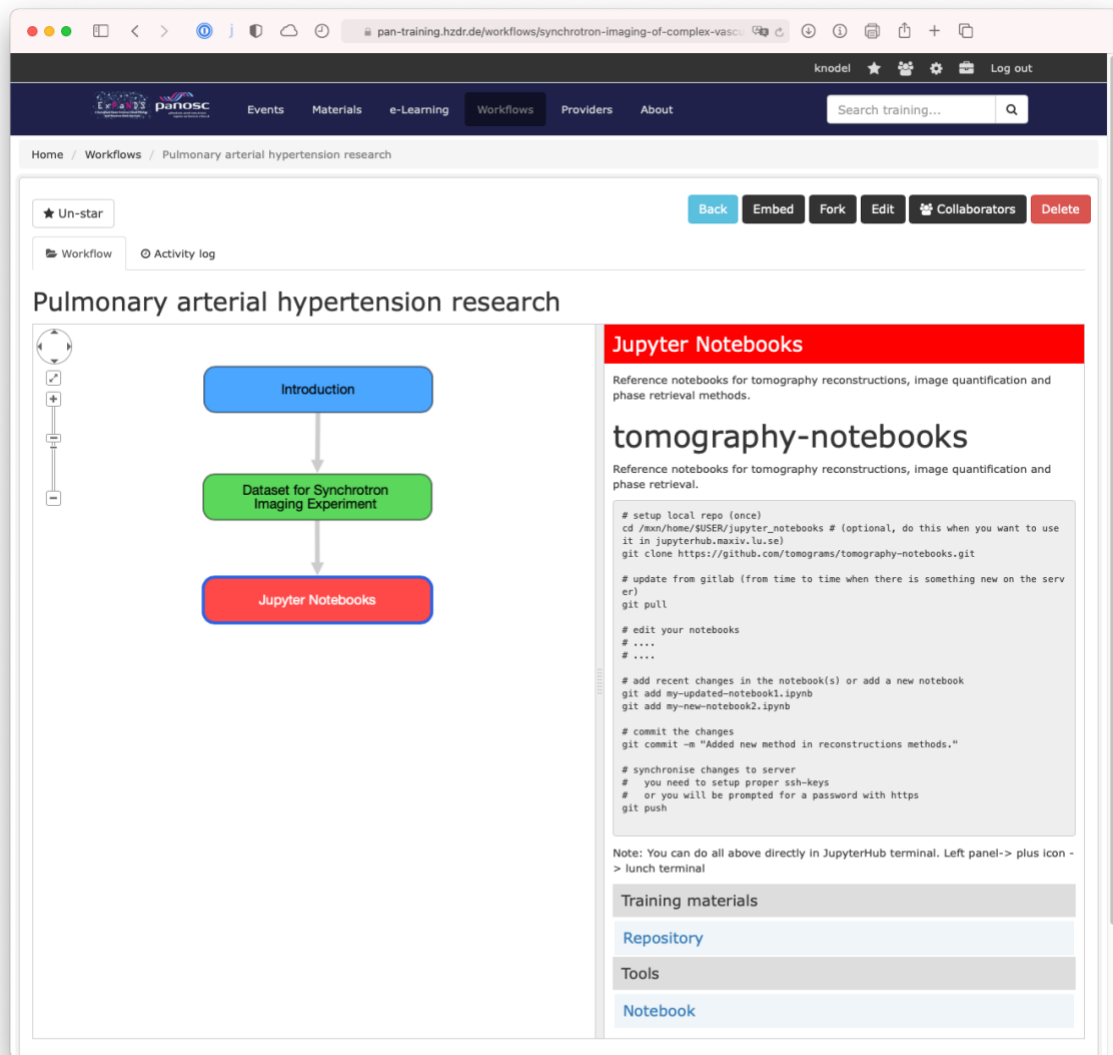 pan-training.hzdr.de/workflows/synchrotron-imaging-of-complex-vascu
knodel
Log out
ExPaNDS
panosc
Events
Materials
e-Learning
Workflows
Providers
About
Search training...
Home / Workflows / Pulmonary arterial hypertension research
Un-star
Back
Embed
Fork
Edit
Collaborators
Delete
Workflow
Activity log
Pulmonary arterial hypertension research
Introduction
Dataset for Synchrotron
Imaging Experiment
Jupyter Notebooks
Jupyter Notebooks
Reference notebooks for tomography reconstructions, image quantification and
phase retrieval methods.
tomography-notebooks
Reference notebooks for tomography reconstructions, image quantification and
phase retrieval.
# setup local repo (once)
cd /mxn/home/$USER/jupyter_notebooks # (optional, do this when you want to use
it in jupyterhub.maxiv.lu.se)
git clone https://github.com/tomograms/tomography-notebooks.git
# update from gitlab (from time to time when there is something new on the serv
er)
git pull
# edit your notebooks
# ....
# ....
# add recent changes in the notebook(s) or add a new notebook
git add my-updated-notebook1.ipynb
git add my-new-notebook2.ipynb
# commit the changes
git commit -m "Added new method in reconstructions methods."
# synchronise changes to server
#   you need to setup proper ssh-keys
#   or you will be prompted for a password with https
git push
Note: You can do all above directly in JupyterHub terminal. Left panel-> plus icon -
> lunch terminal
Training materials
Repository
Tools
Notebook